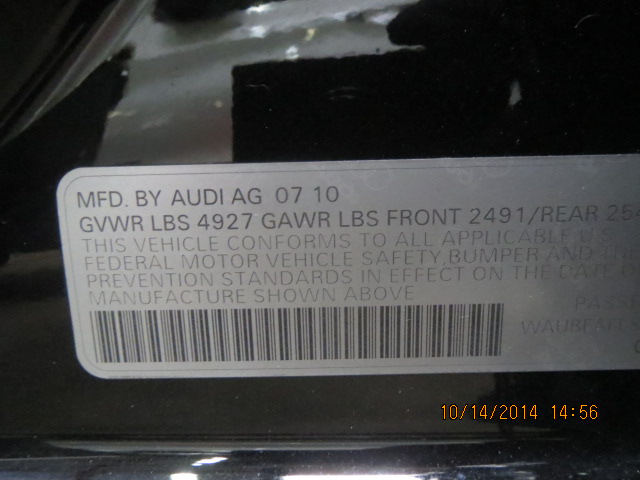 MFD. BY AUDI AG 07 10
GVWR LBS 4927 GAWR LBS FRONT 2491/REAR 25
THIS VEHICLE CONFORMS TO ALL APPLICABLE U.S.
FEDERAL MOTOR VEHICLE SAFETY, BUMPER AND THE
PREVENTION STANDARDS IN EFFECT ON THE DATE O
MANUFACTURE SHOWN ABOVE
10/14/2014 14:56